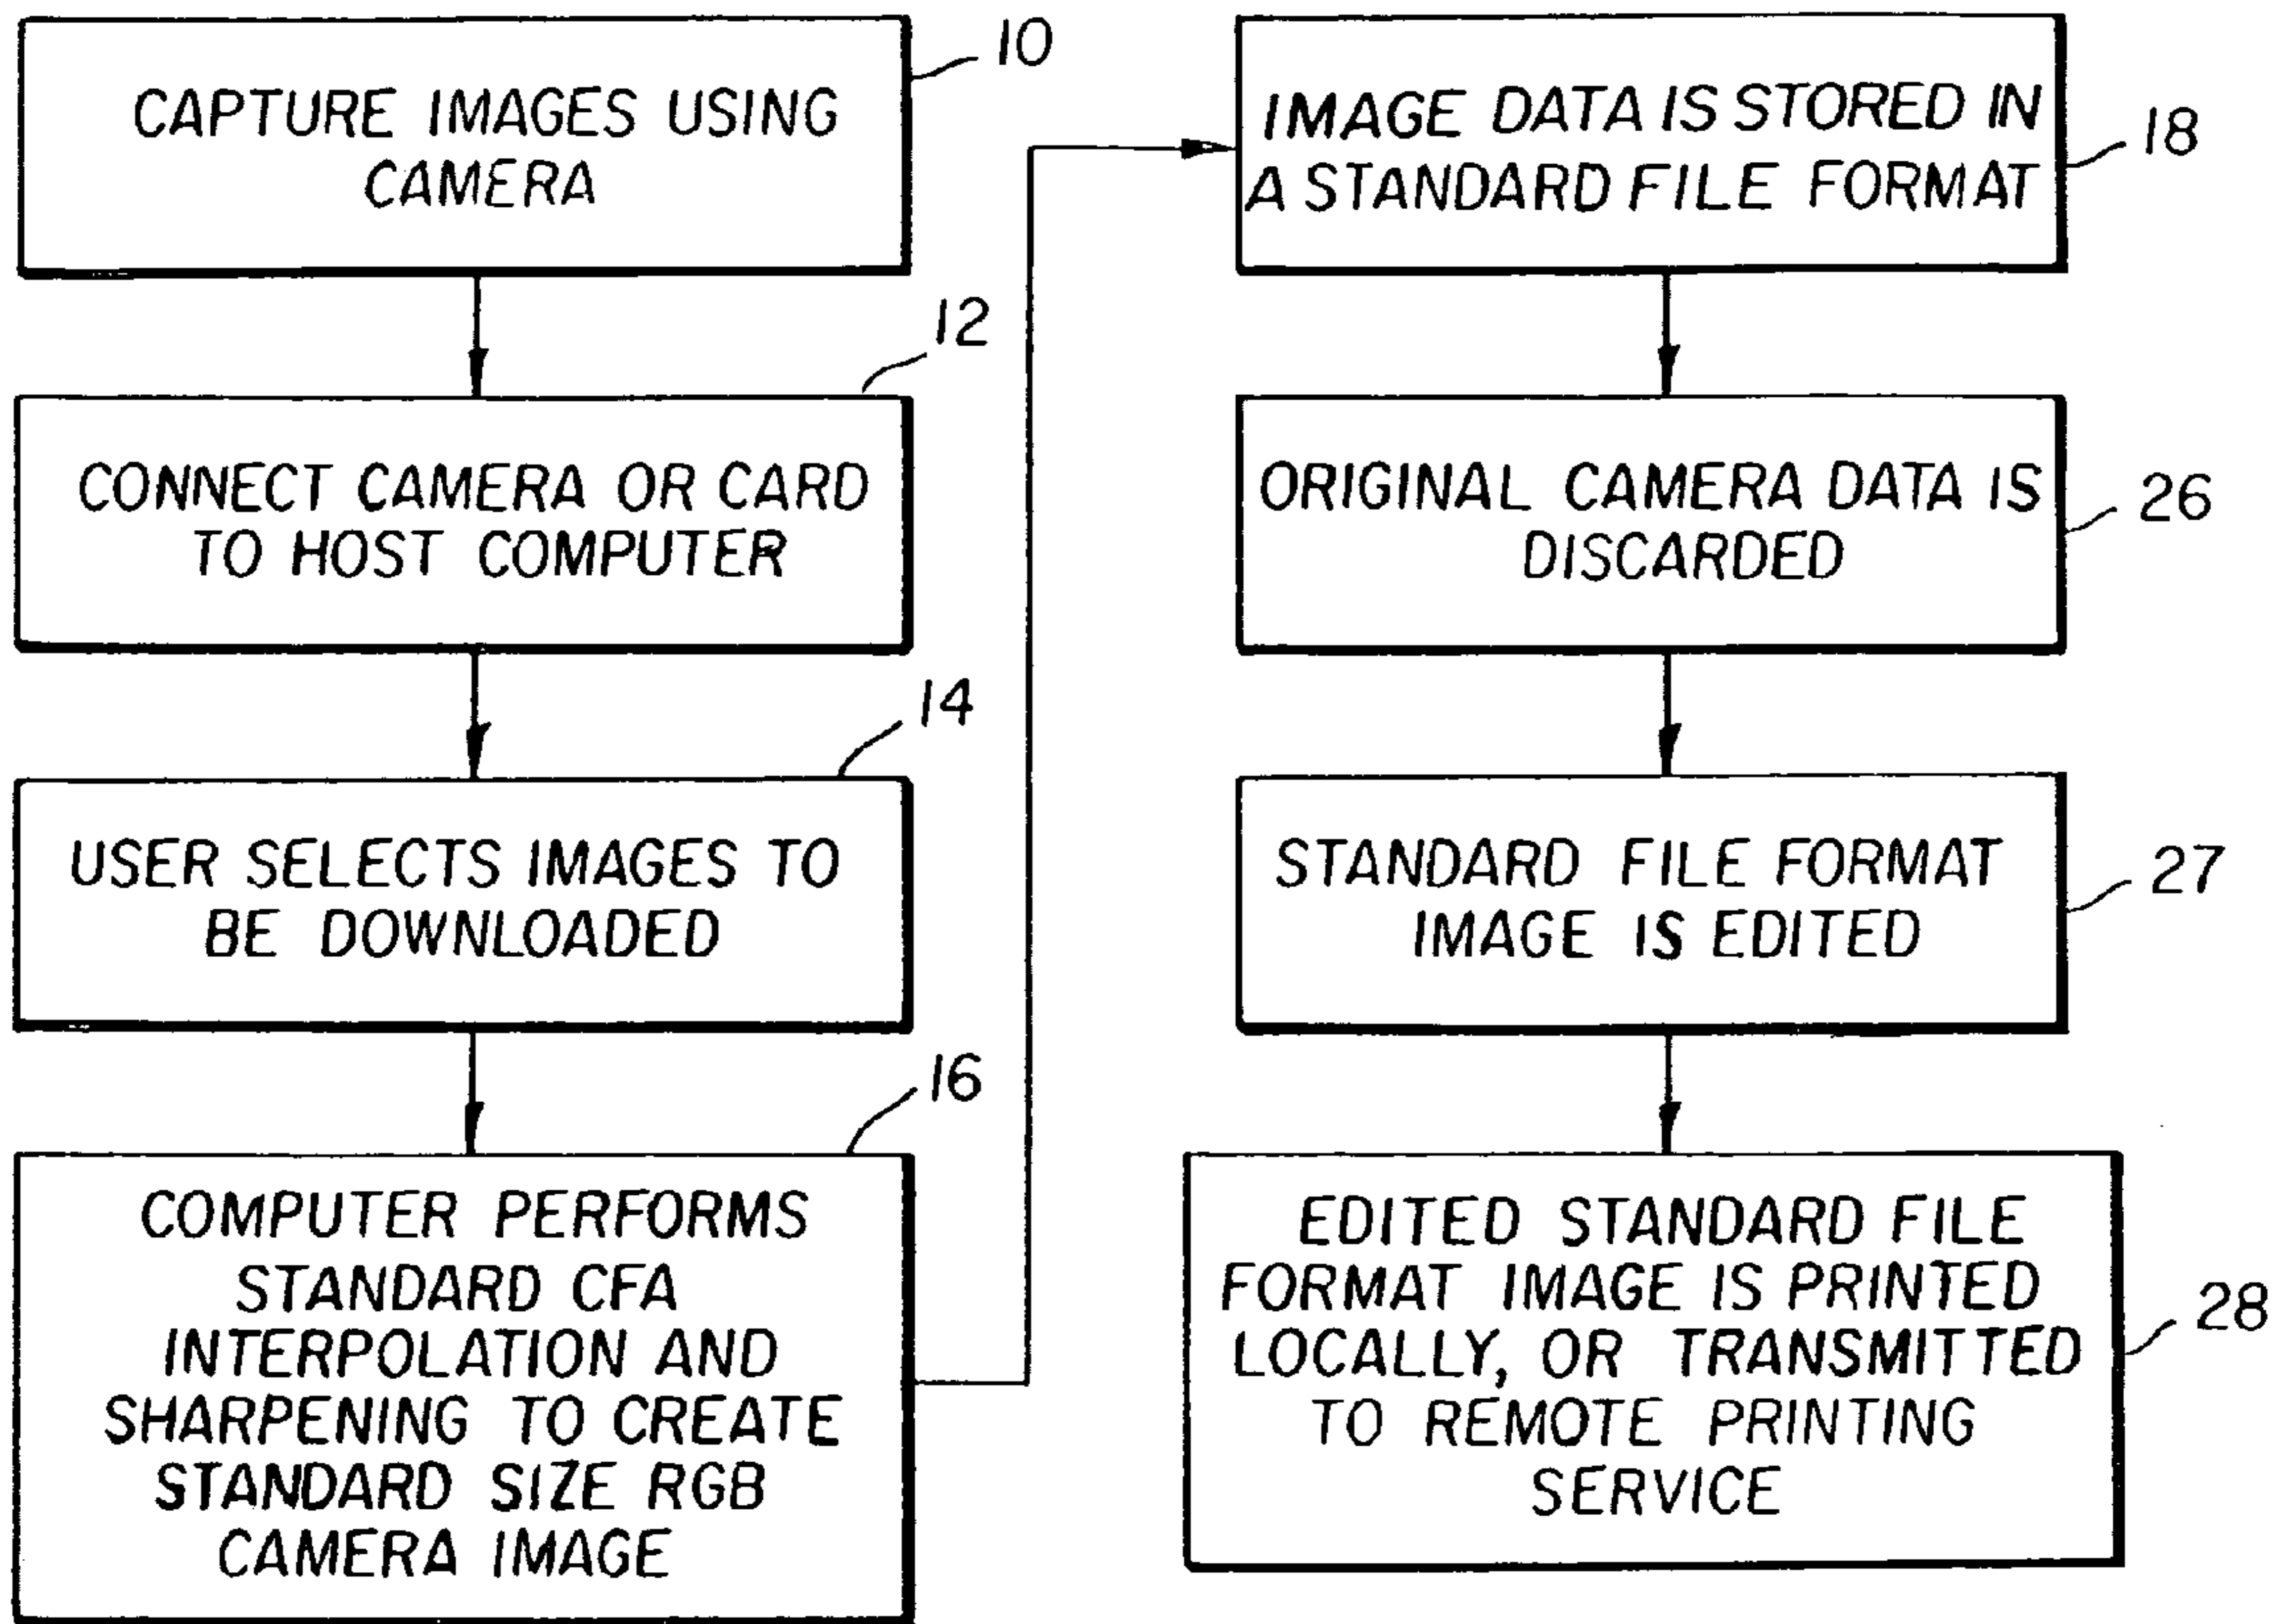 10
CAPTURE IMAGES USING
CAMERA
12
CONNECT CAMERA OR CARD
TO HOST COMPUTER
14
USER SELECTS IMAGES TO
BE DOWNLOADED
16
COMPUTER PERFORMS
STANDARD CFA
INTERPOLATION AND
SHARPENING TO CREATE
STANDARD SIZE RGB
CAMERA IMAGE
IMAGE DATA IS STORED IN
A STANDARD FILE FORMAT
18
ORIGINAL CAMERA DATA IS
DISCARDED
26
STANDARD FILE FORMAT
IMAGE IS EDITED
27
EDITED STANDARD FILE
FORMAT IMAGE IS PRINTED
LOCALLY, OR TRANSMITTED
TO REMOTE PRINTING
SERVICE
28